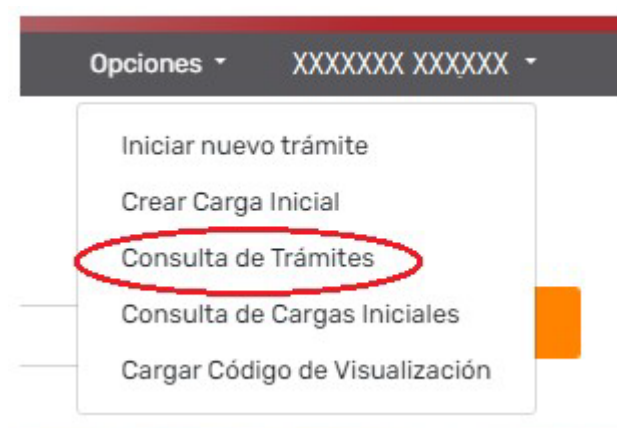 Opciones XXXXXXX XXXXXX
Iniciar nuevo trámite
Crear Carga Inicial
Consulta de Trámites
Consulta de Cargas Iniciales
Cargar Código de Visualización